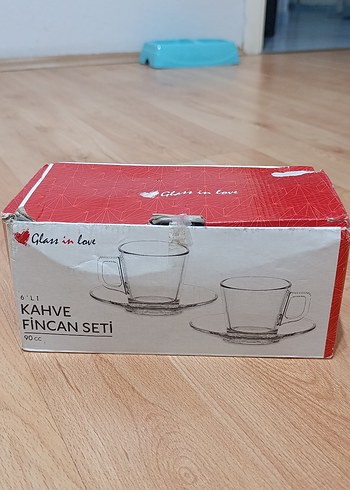 Glass in love
Glass in love
6'LI
KAHVE
FİNCAN SETİ
90 cc